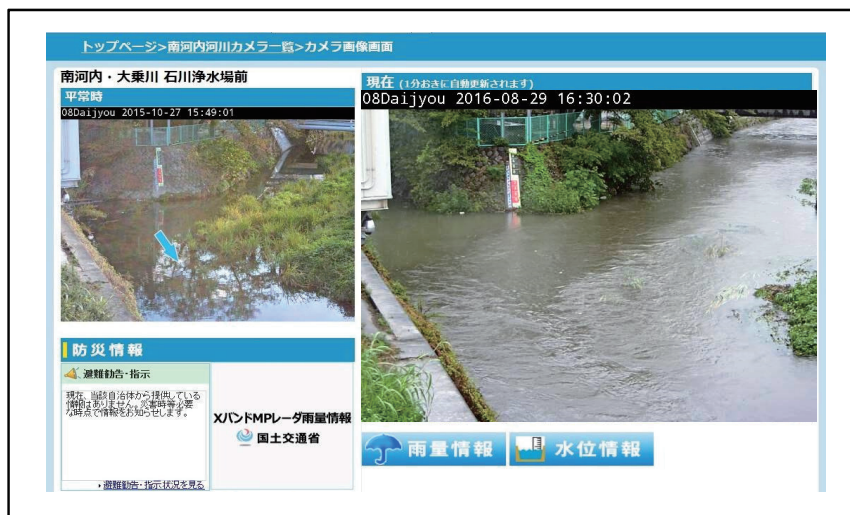 トップページ>南河内河川カメラ一覧>カメラ画像画面
南河内・大乗川 石川浄水場前
平常時
08Daijyou 2015-10-27 15:49:01
現在 (1分おきに自動更新されます)
08Daijyou 2016-08-29 16:30:02
防災情報
避難勧告・指示
現在、当該自治体から提供している
情報はありません。災害時等必要
な時点で情報をお知らせします。
避難勧告・指示状況を見る
XバンドMPレーダ雨量情報
国土交通省
雨量情報
水位情報